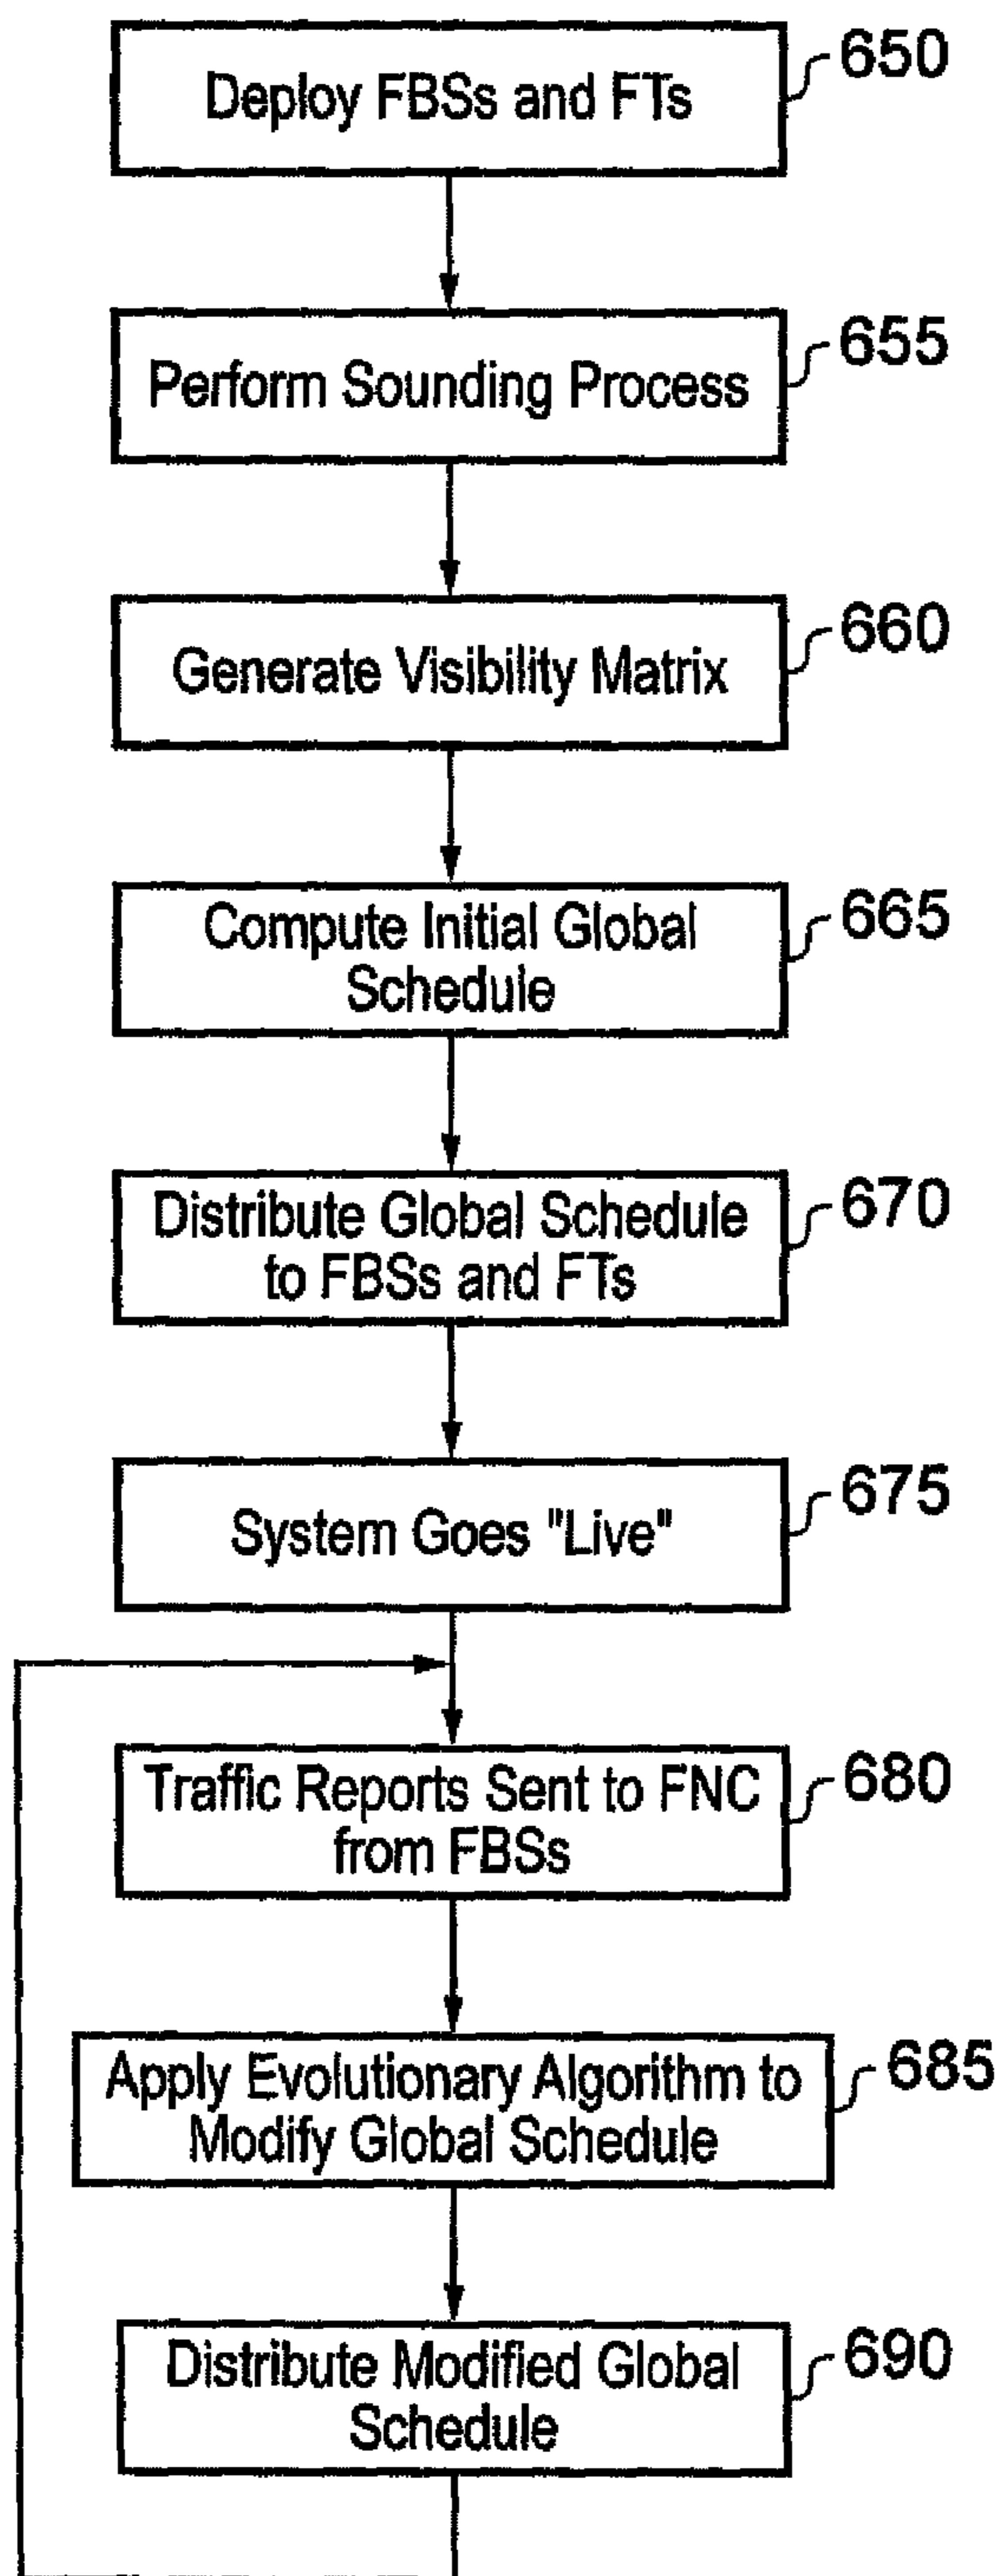 Deploy FBSs and FTs
650
Perform Sounding Process
655
Generate Visibility Matrix
660
Compute Initial Global
Schedule
665
Distribute Global Schedule
to FBSs and FTs
670
System Goes "Live"
675
Traffic Reports Sent to FNC
from FBSs
680
Apply Evolutionary Algorithm to
Modify Global Schedule
685
Distribute Modified Global
Schedule
690